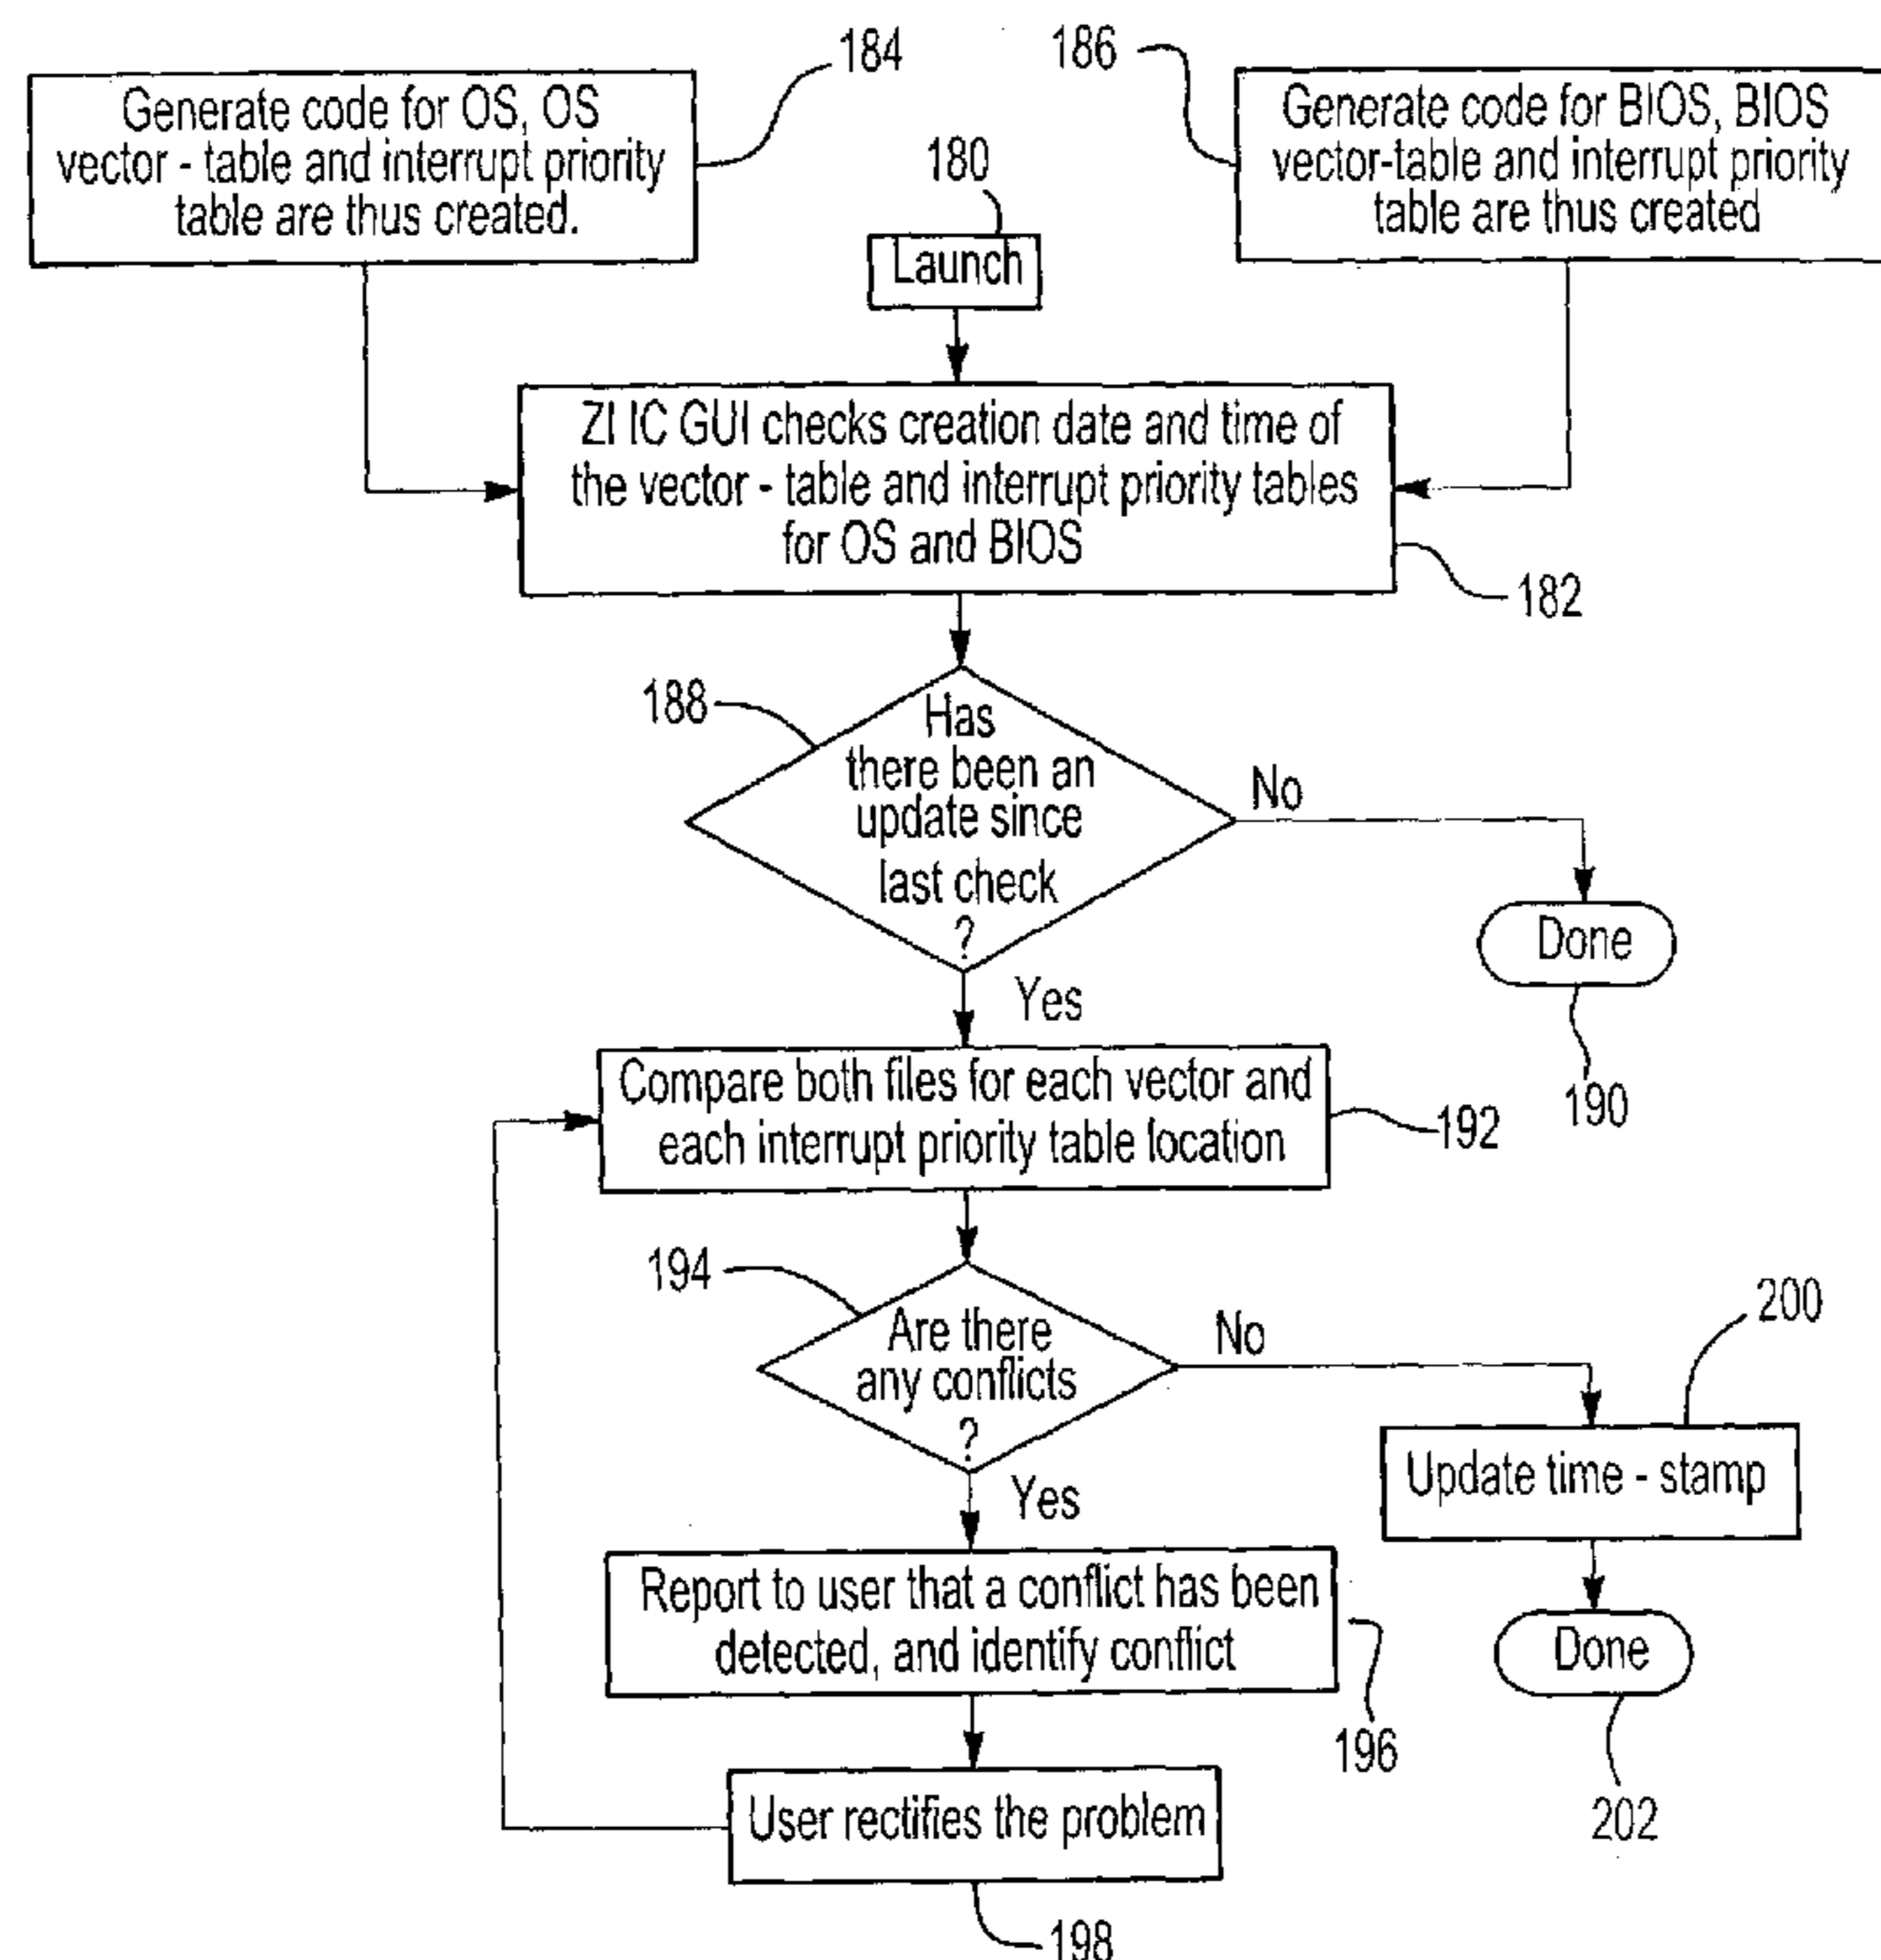 184
Generate code for OS, OS
vector - table and interrupt priority
table are thus created.
186
Generate code for BIOS, BIOS
vector-table and interrupt priority
table are thus created
180
Launch
ZI IC GUI checks creation date and time of
the vector - table and interrupt priority tables
for OS and BIOS
182
188
Has
there been an
update since
last check
?
No
Done
190
Yes
Compare both files for each vector and
each interrupt priority table location
192
194
Are there
any conflicts
?
No
200
Update time - stamp
Done
202
Yes
Report to user that a conflict has been
detected, and identify conflict
196
User rectifies the problem
198